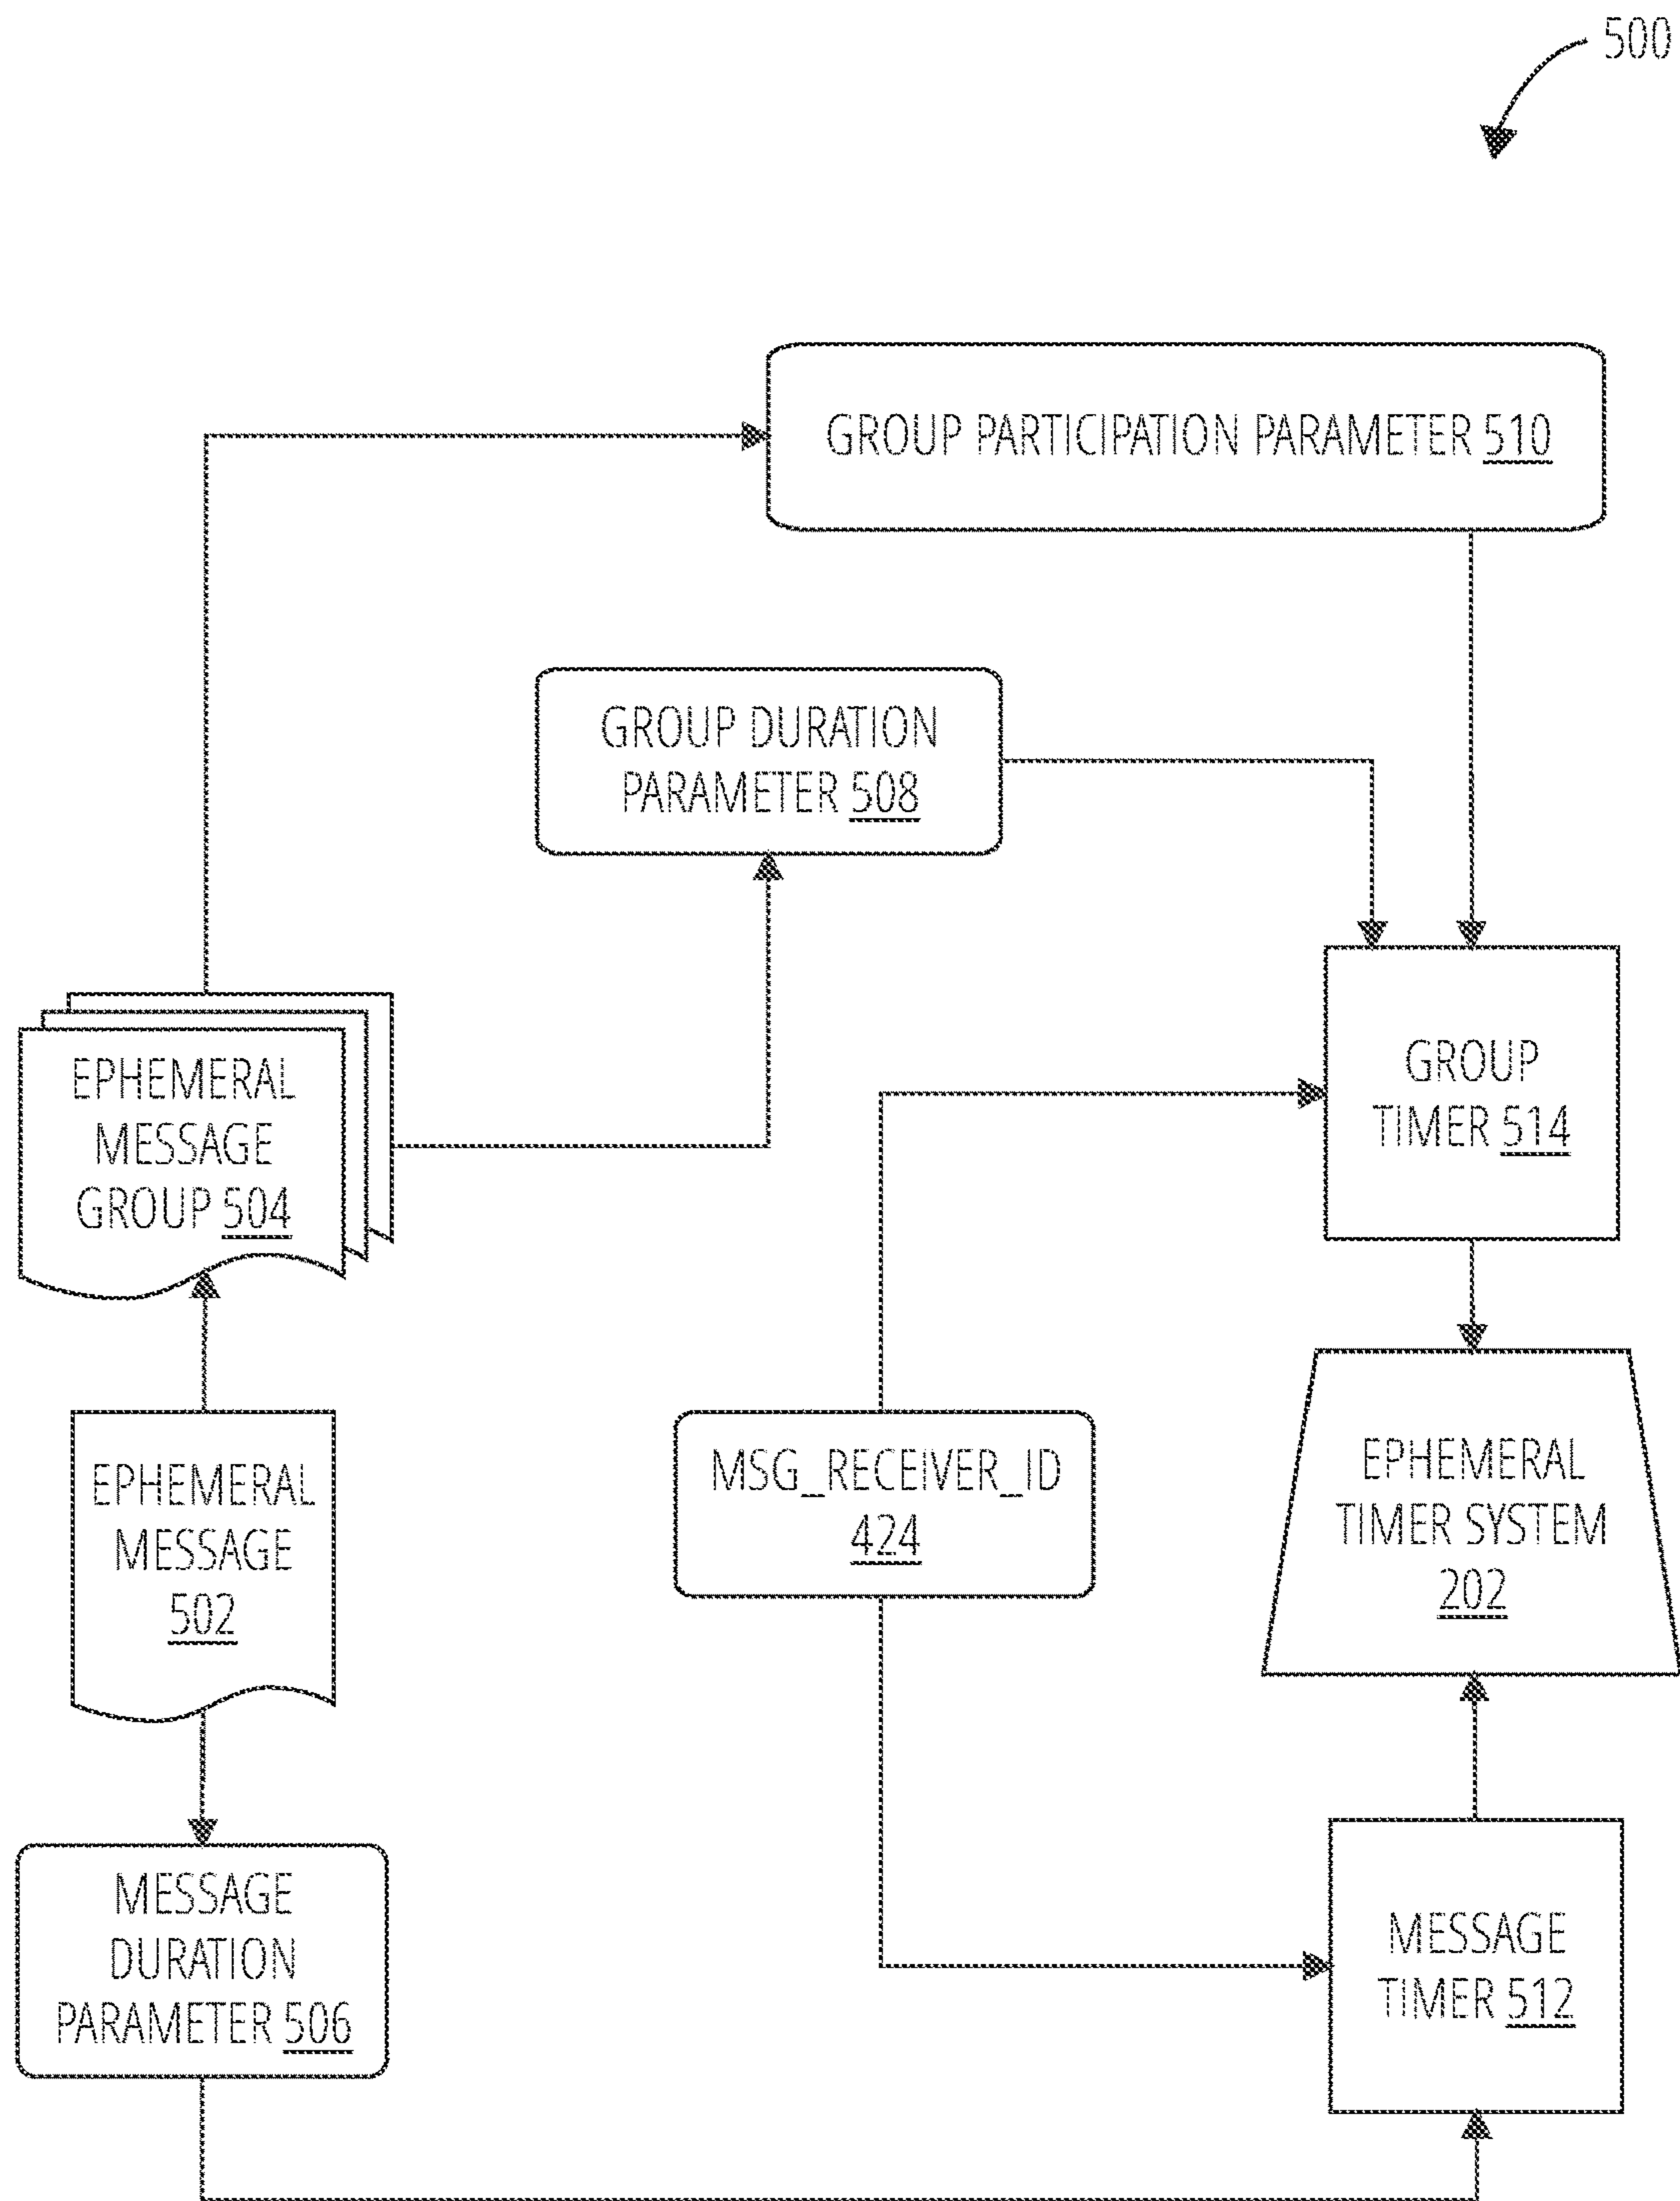 500
GROUP PARTICIPATION PARAMETER 510
GROUP DURATION
PARAMETER 508
EPHEMERAL
MESSAGE
GROUP 504
GROUP
TIMER 514
EPHEMERAL
MESSAGE
502
MSG_RECEIVER_ID
424
EPHEMERAL
TIMER SYSTEM
202
MESSAGE
DURATION
PARAMETER 506
MESSAGE
TIMER 512